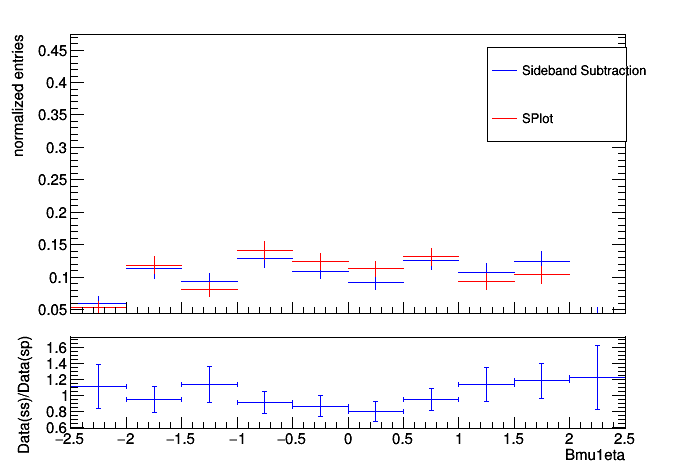 normalized entries
0.45
0.4
0.35
0.3
0.25
0.2
0.15
0.1
0.05
Sideband Subtraction
SPlot
Data(ss)/Data(sp)
1.6
1.4
1.2
1
0.8
0.6
−2.5 −2 −1.5 −1 −0.5 0 0.5 1 1.5 2 2.5
Bmu1eta